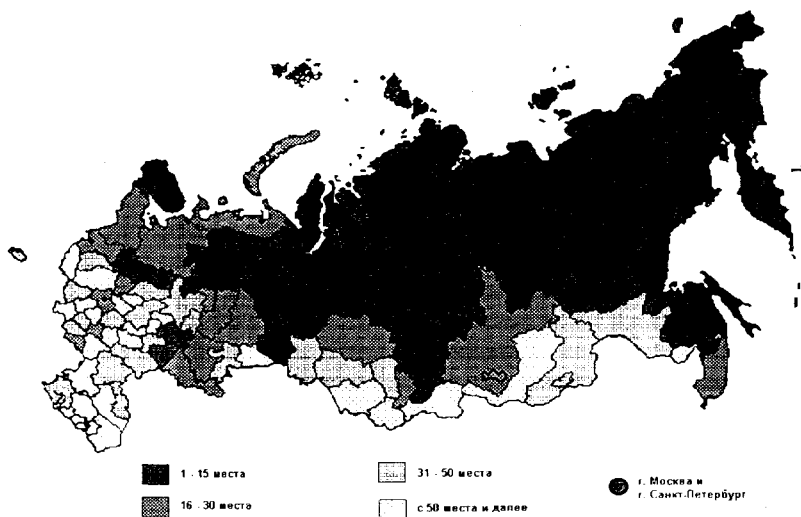 1 - 15 места
16 - 30 места
31 - 50 места
с 50 места и далее
г. Москва и
г. Санкт-Петербург